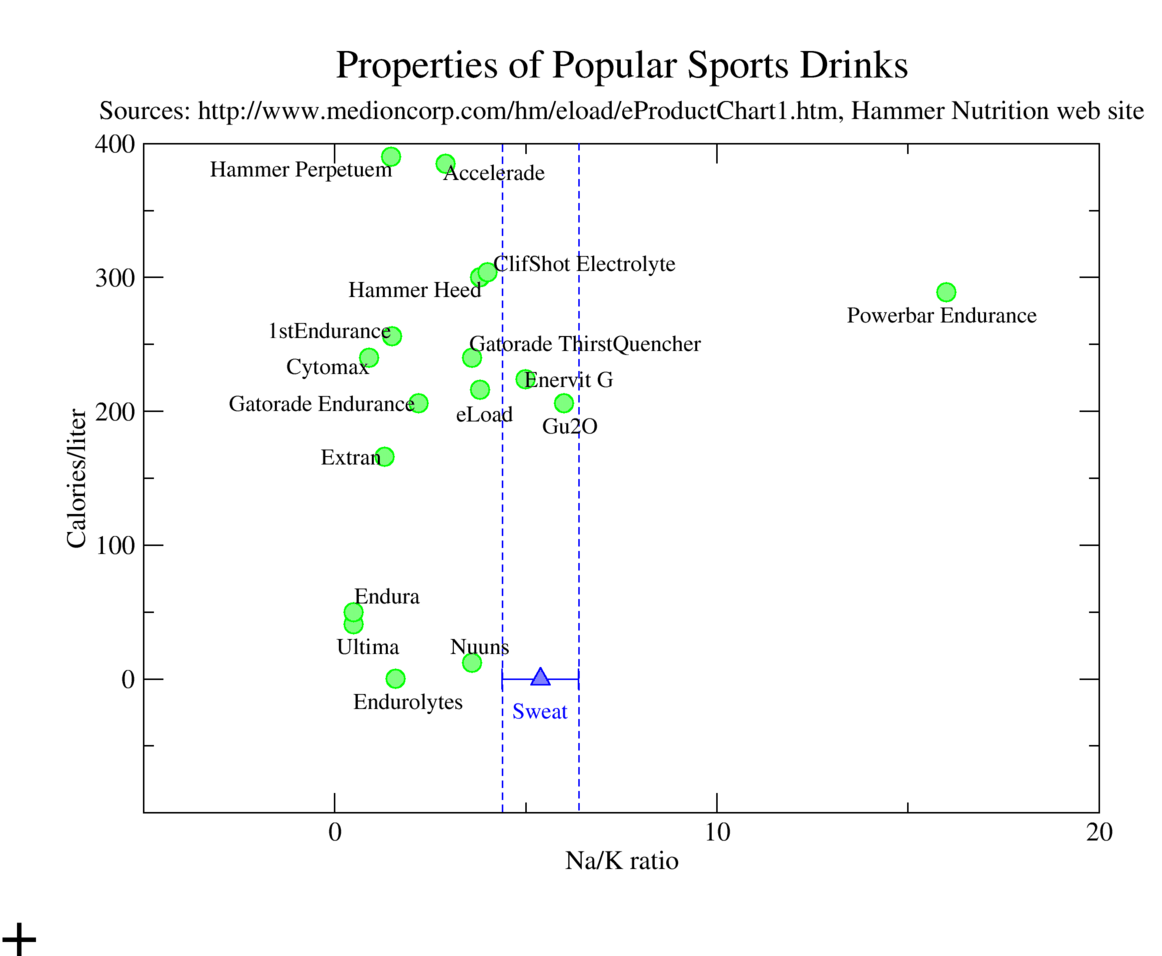 Properties of Popular Sports Drinks
Sources: http://www.medioncorp.com/hm/eload/eProductChart1.htm, Hammer Nutrition web site
400
Hammer Perpetuem
Accelerade
ClifShot Electrolyte
300
Hammer Heed
Powerbar Endurance
1stEndurance
Gatorade ThirstQuencher
Cytomax
Enervit G
Gatorade Endurance
200
eLoad
Gu2O
Extran
Calories/liter
100
Endura
Ultima
Nuuns
0
Endurolytes
Sweat
0
10
20
Na/K ratio
+